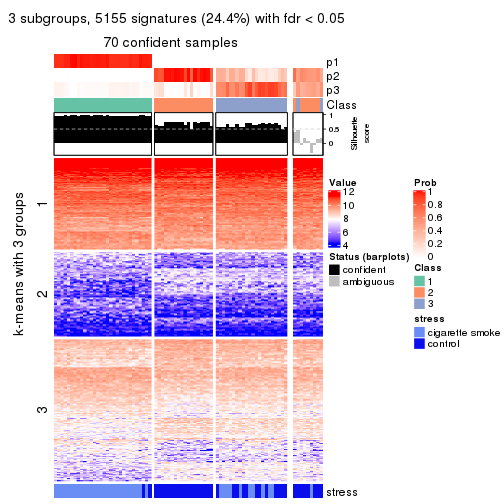 3 subgroups, 5155 signatures (24.4%) with fdr < 0.05
70 confident samples
p1
p2
p3
Class
1
0.5
0
Silhouette
score
k-means with 3 groups
1
2
3
Value
12
10
8
6
4
Status (barplots)
confident
ambiguous
Prob
1
0.8
0.6
0.4
0.2
0
Class
1
2
3
stress
cigarette smoke
control
stress